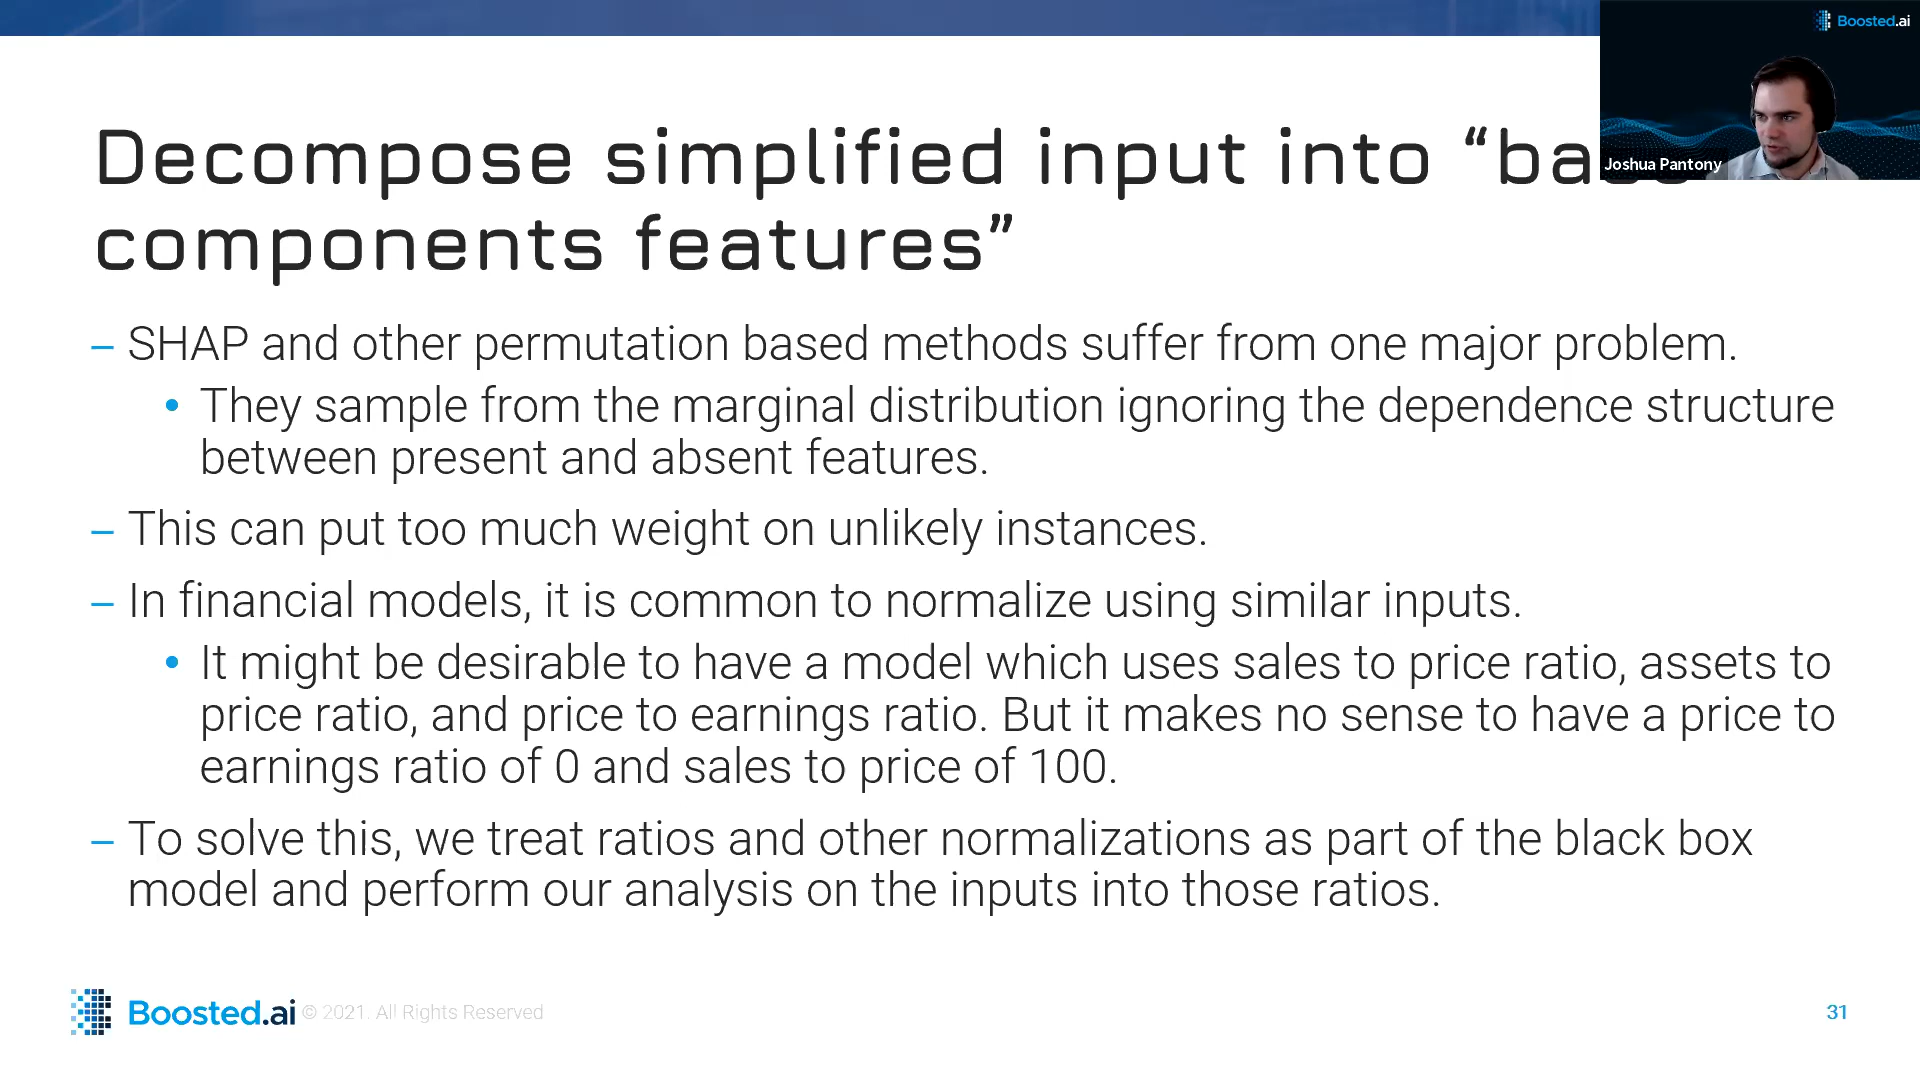 Boosted.ai
Joshua Pantony
Decompose simplified input into “
components features”
– SHAP and other permutation based methods suffer from one major problem.
• They sample from the marginal distribution ignoring the dependence structure
between present and absent features.
– This can put too much weight on unlikely instances.
– In financial models, it is common to normalize using similar inputs.
• It might be desirable to have a model which uses sales to price ratio, assets to
price ratio, and price to earnings ratio. But it makes no sense to have a price to
earnings ratio of 0 and sales to price of 100.
– To solve this, we treat ratios and other normalizations as part of the black box
model and perform our analysis on the inputs into those ratios.
Boosted.ai © 2021. All Rights Reserved
31